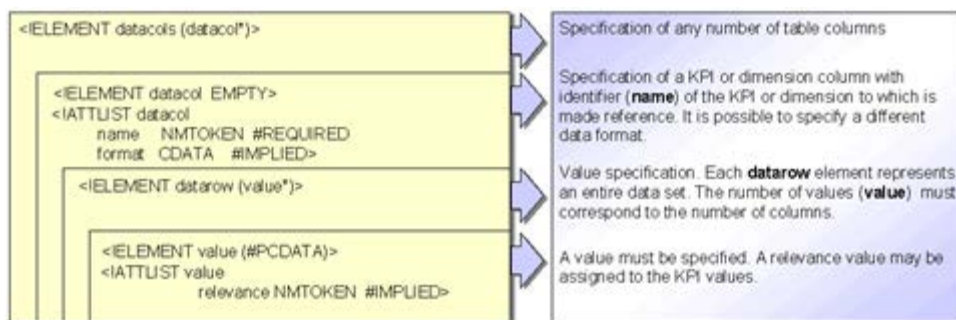 <!ELEMENT datacols (datacol*)>
Specification of any number of table columns
<!ELEMENT datacol EMPTY>
<!ATTLIST datacol
name NMTOKEN #REQUIRED
format CDATA #IMPLIED>
Specification of a KPI or dimension column with
identifier (name) of the KPI or dimension to which is
made reference. It is possible to specify a different
data format.
<!ELEMENT datarow (value*)>
Value specification. Each datarow element represents
an entire data set. The number of values (value) must
correspond to the number of columns.
<!ELEMENT value (#PCDATA)>
<!ATTLIST value
relevance NMTOKEN #IMPLIED>
A value must be specified. A relevance value may be
assigned to the KPI values.